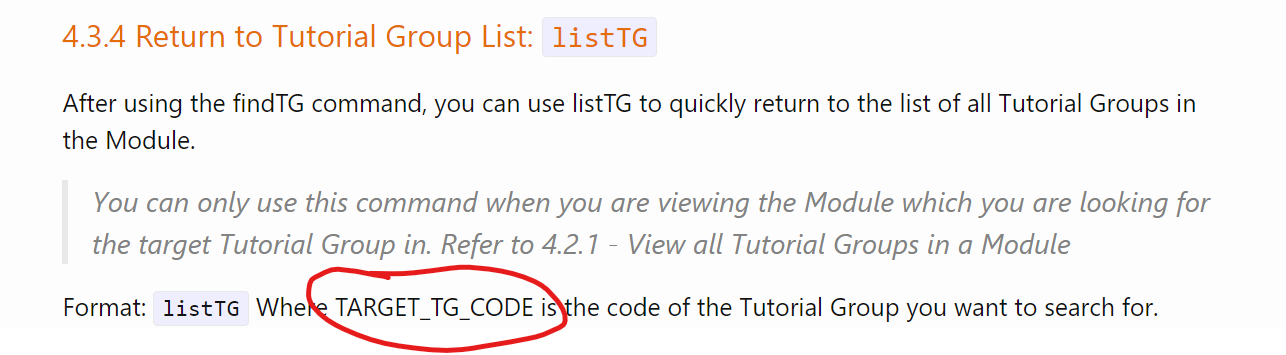 4.3.4 Return to Tutorial Group List: listTG
After using the findTG command, you can use listTG to quickly return to the list of all Tutorial Groups in
the Module.
You can only use this command when you are viewing the Module which you are looking for
the target Tutorial Group in. Refer to 4.2.1 - View all Tutorial Groups in a Module
Format: listTG Where TARGET_TG_CODE is the code of the Tutorial Group you want to search for.